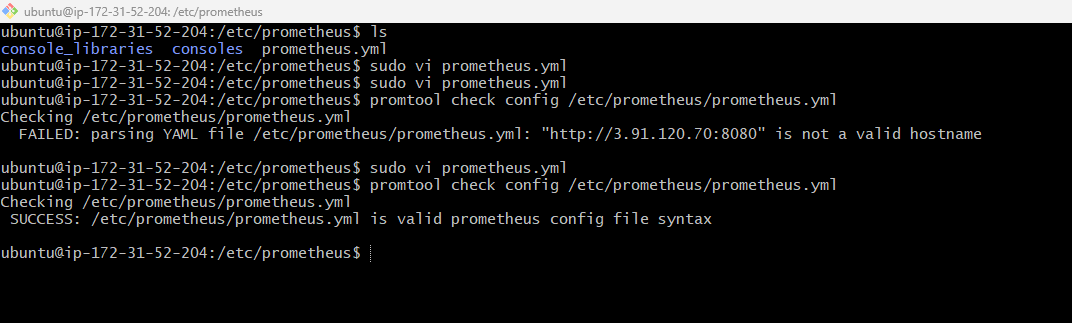 ubuntu@ip-172-31-52-204: /etc/prometheus
ubuntu@ip-172-31-52-204:/etc/prometheus$ ls
console_libraries  consoles  prometheus.yml
ubuntu@ip-172-31-52-204:/etc/prometheus$ sudo vi prometheus.yml
ubuntu@ip-172-31-52-204:/etc/prometheus$ sudo vi prometheus.yml
ubuntu@ip-172-31-52-204:/etc/prometheus$ promtool check config /etc/prometheus/prometheus.yml
Checking /etc/prometheus/prometheus.yml
  FAILED: parsing YAML file /etc/prometheus/prometheus.yml: "http://3.91.120.70:8080" is not a valid hostname
ubuntu@ip-172-31-52-204:/etc/prometheus$ sudo vi prometheus.yml
ubuntu@ip-172-31-52-204:/etc/prometheus$ promtool check config /etc/prometheus/prometheus.yml
Checking /etc/prometheus/prometheus.yml
 SUCCESS: /etc/prometheus/prometheus.yml is valid prometheus config file syntax
ubuntu@ip-172-31-52-204:/etc/prometheus$